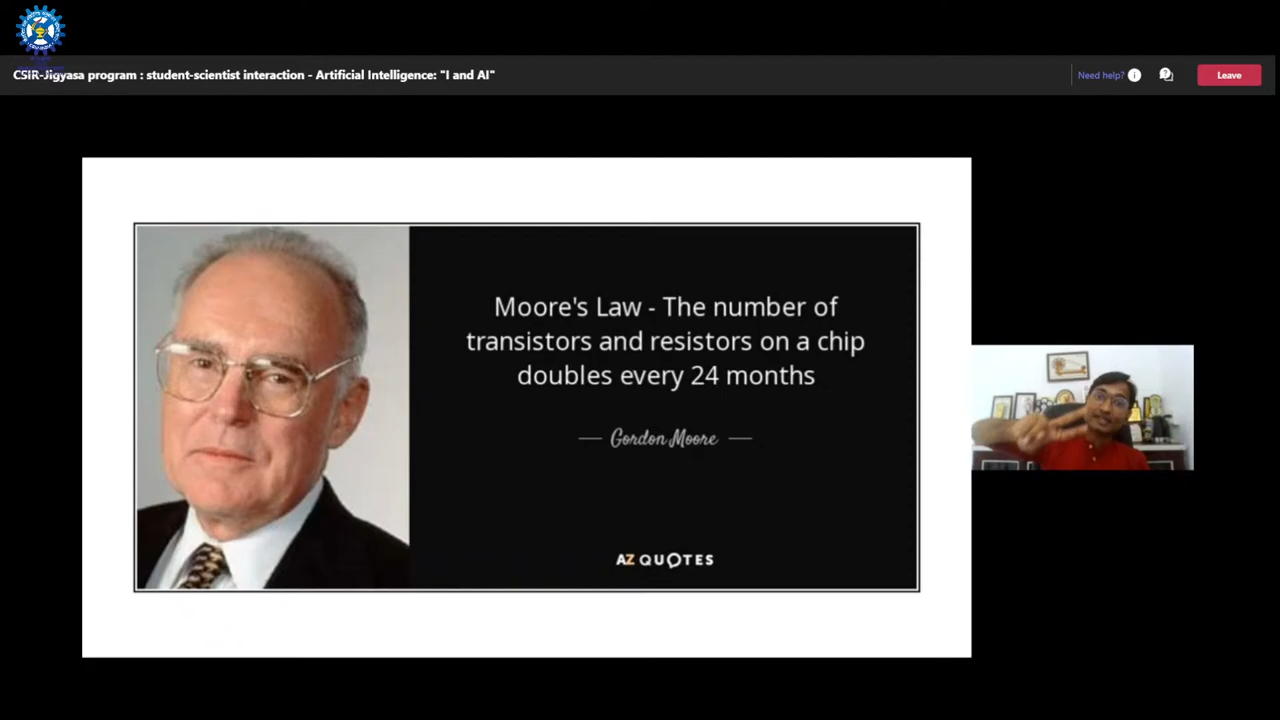 CSIR-Jigyasa program : student-scientist interaction - Artificial Intelligence: "I and AI"
Need help?
Leave
Moore's Law - The number of
transistors and resistors on a chip
doubles every 24 months
Gordon Moore
AZ QUOTES